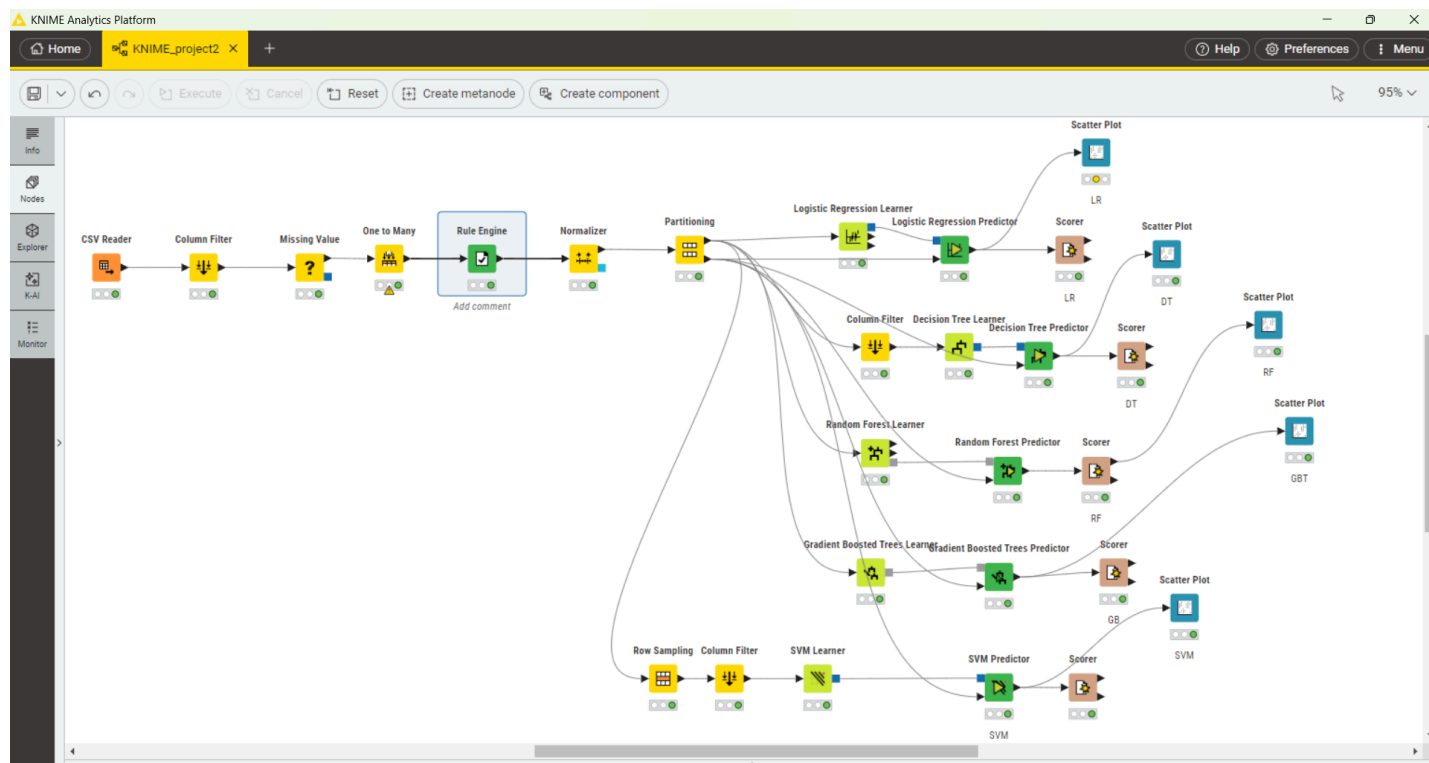 KNIME Analytics Platform
Home
KNIME_project2
Help
Preferences
Menu
Execute
Cancel
Reset
Create metanode
Create component
95%
Info
Nodes
Explorer
K-AI
Monitor
Scatter Plot
LR
Logistic Regression Learner
Logistic Regression Predictor
Scorer
LR
Scatter Plot
DT
CSV Reader
Column Filter
Missing Value
One to Many
Rule Engine
Add comment
Normalizer
Partitioning
Column Filter
Decision Tree Learner
Decision Tree Predictor
Scorer
DT
Scatter Plot
RF
Random Forest Learner
Random Forest Predictor
Scorer
RF
Scatter Plot
GBT
Gradient Boosted Trees Learner
Gradient Boosted Trees Predictor
Scorer
GB
Scatter Plot
SVM
Row Sampling
Column Filter
SVM Learner
SVM Predictor
SVM
Scorer